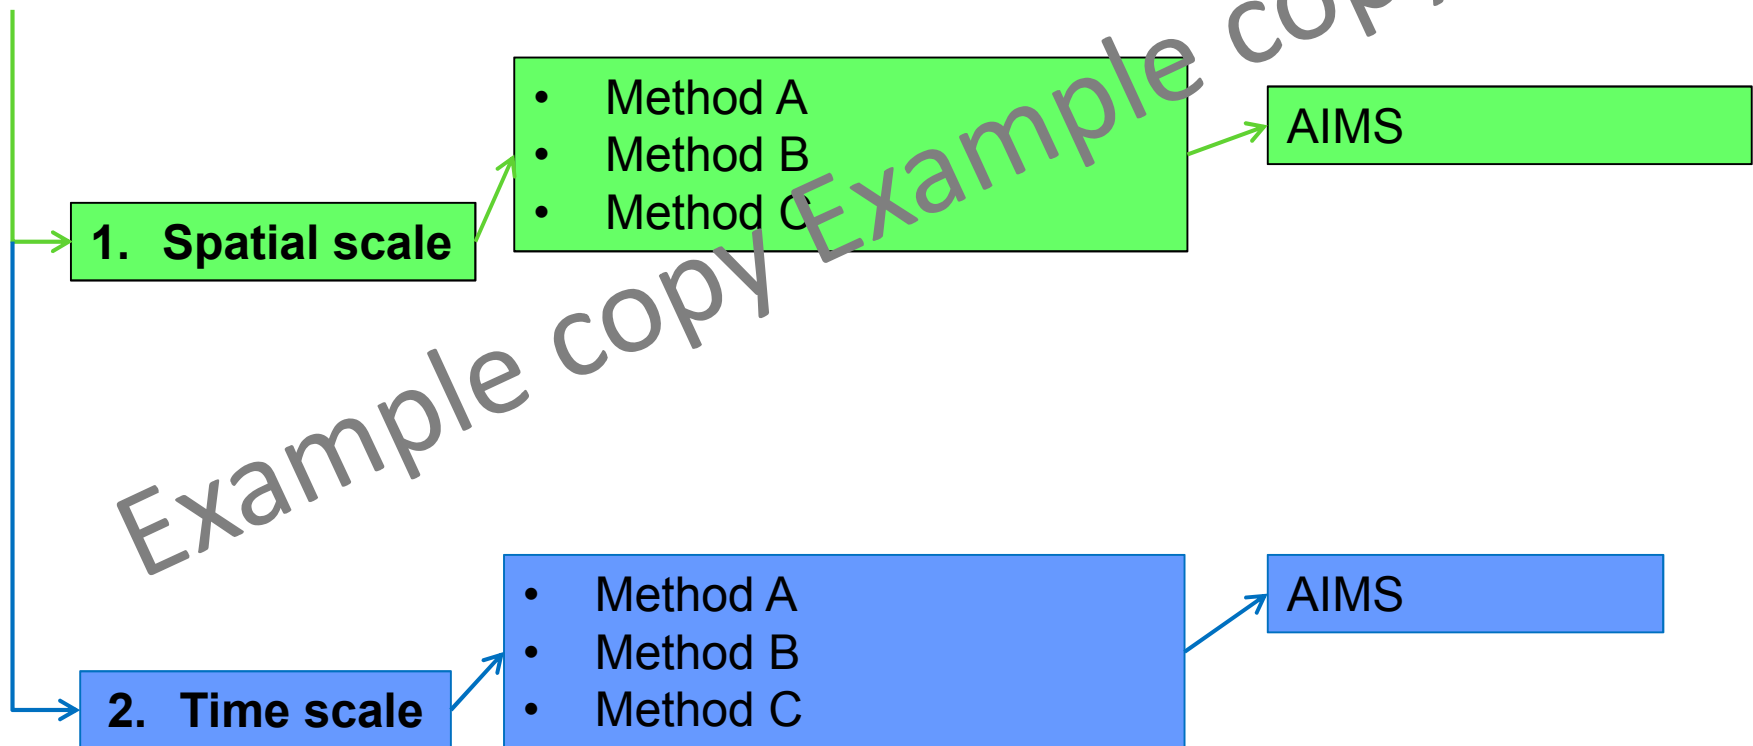 • Method A
• Method B
• Method C
AIMS
1. Spatial scale
Example copy Example copy
• Method A
• Method B
• Method C
AIMS
2. Time scale